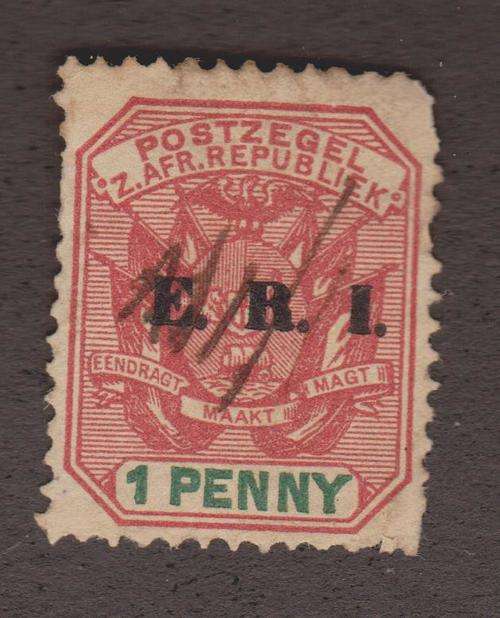 POSTZEGEL
Z. AFR. REPUBLIEK
E. R. I.
EENDRAGT MAAKT MAGT
1 PENNY